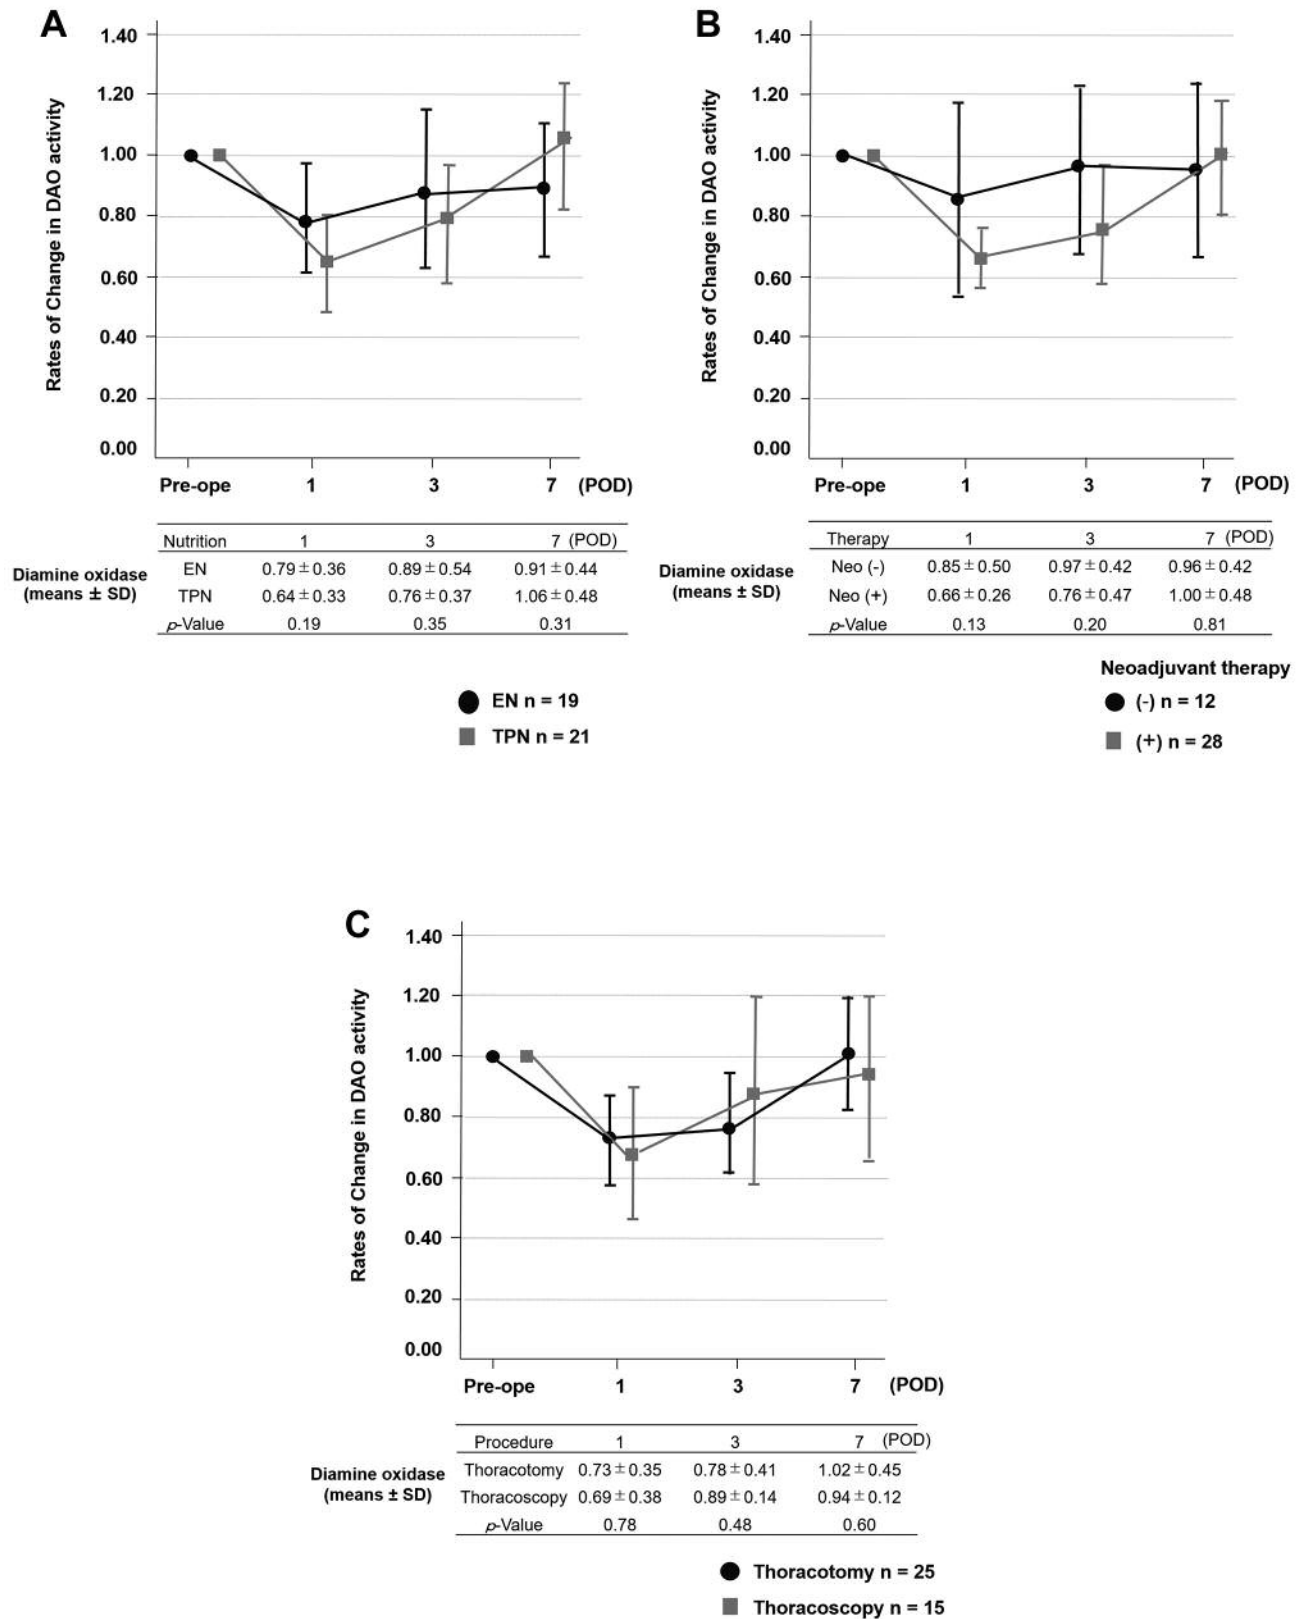 A
Rates of Change in DAO activity
1.40
1.20
1.00
0.80
0.60
0.40
0.20
0.00
Pre-ope 1 3 7 (POD)
Nutrition 1 3 7 (POD)
Diamine oxidase (means ± SD)
EN 0.79 ± 0.36 0.89 ± 0.54 0.91 ± 0.44
TPN 0.64 ± 0.33 0.76 ± 0.37 1.06 ± 0.48
p-Value 0.19 0.35 0.31
EN n = 19
TPN n = 21
B
Rates of Change in DAO activity
1.40
1.20
1.00
0.80
0.60
0.40
0.20
0.00
Pre-ope 1 3 7 (POD)
Therapy 1 3 7 (POD)
Diamine oxidase
(means ± SD)
Neo (-) 0.85 ± 0.50 0.97 ± 0.42 0.96 ± 0.42
Neo (+) 0.66 ± 0.26 0.76 ± 0.47 1.00 ± 0.48
p-Value 0.13 0.20 0.81
Neoadjuvant therapy
(-) n = 12
(+) n = 28
C
Rates of Change in DAO activity
1.40
1.20
1.00
0.80
0.60
0.40
0.20
0.00
Pre-ope 1 3 7 (POD)
Procedure 1 3 7 (POD)
Diamine oxidase
(means ± SD)
Thoracotomy 0.73 ± 0.35 0.78 ± 0.41 1.02 ± 0.45
Thoracoscopy 0.69 ± 0.38 0.89 ± 0.14 0.94 ± 0.12
p-Value 0.78 0.48 0.60
Thoracotomy n = 25
Thoracoscopy n = 15